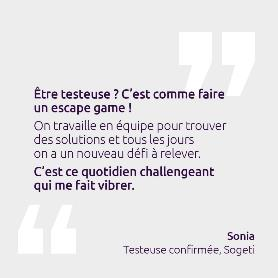 Être testeuse ? C'est comme faire
un escape game !
On travaille en équipe pour trouver
des solutions et tous les jours
on a un nouveau défi à relever.
C'est ce quotidien challengeant
qui me fait vibrer.
Sonia
Testeuse confirmée, Sogeti